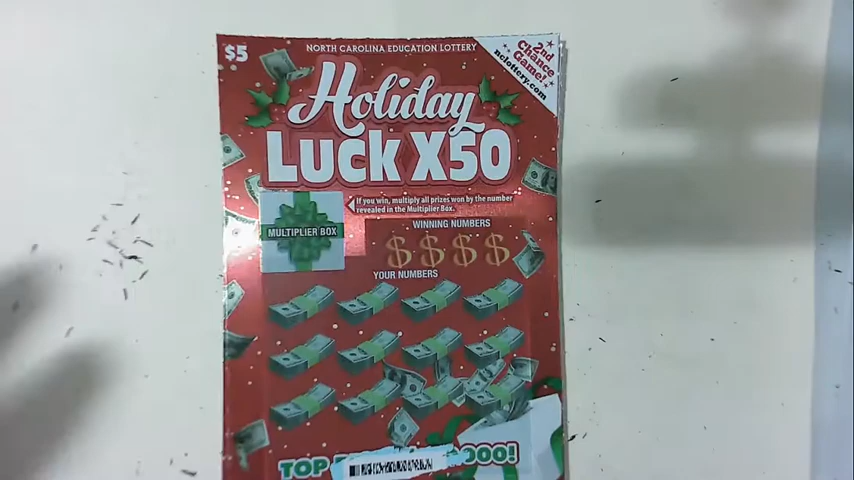 $5
NORTH CAROLINA EDUCATION LOTTERY
2nd
Chance
Game!
nclottery.com
Holiday
LUCK X50
If you win, multiply all prizes won by the number
revealed in the Multiplier Box.
MULTIPLIER BOX
WINNING NUMBERS
$ $ $ $
YOUR NUMBERS
TOP 000!